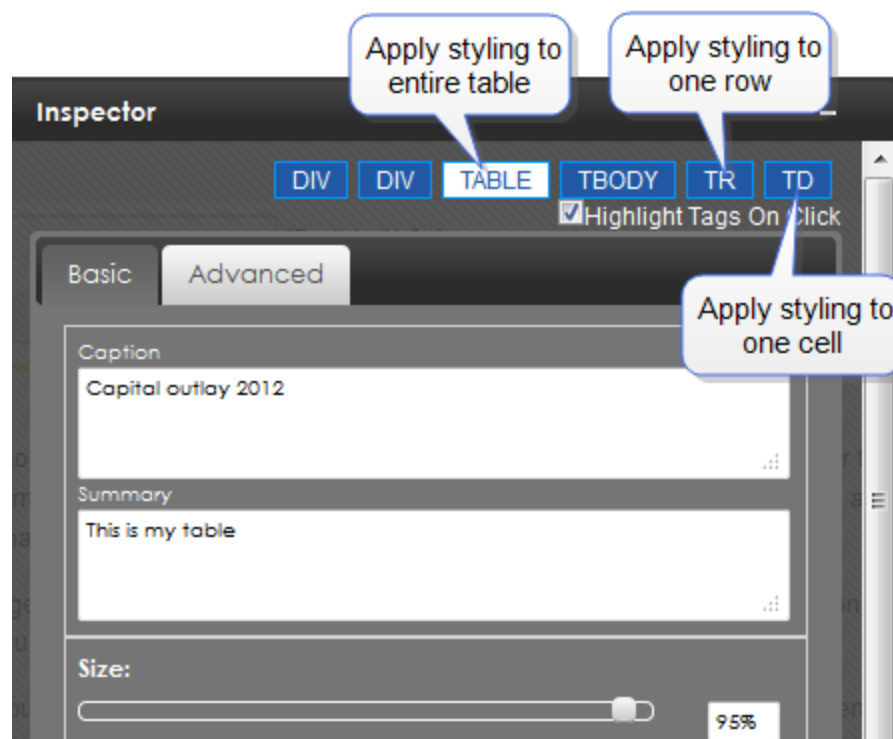 Apply styling to
entire table
Apply styling to
one row
Inspector
DIV DIV TABLE TBODY TR TD
Highlight Tags On Click
Basic Advanced
Apply styling to
one cell
Caption
Capital outlay 2012
Summary
This is my table
Size:
95%